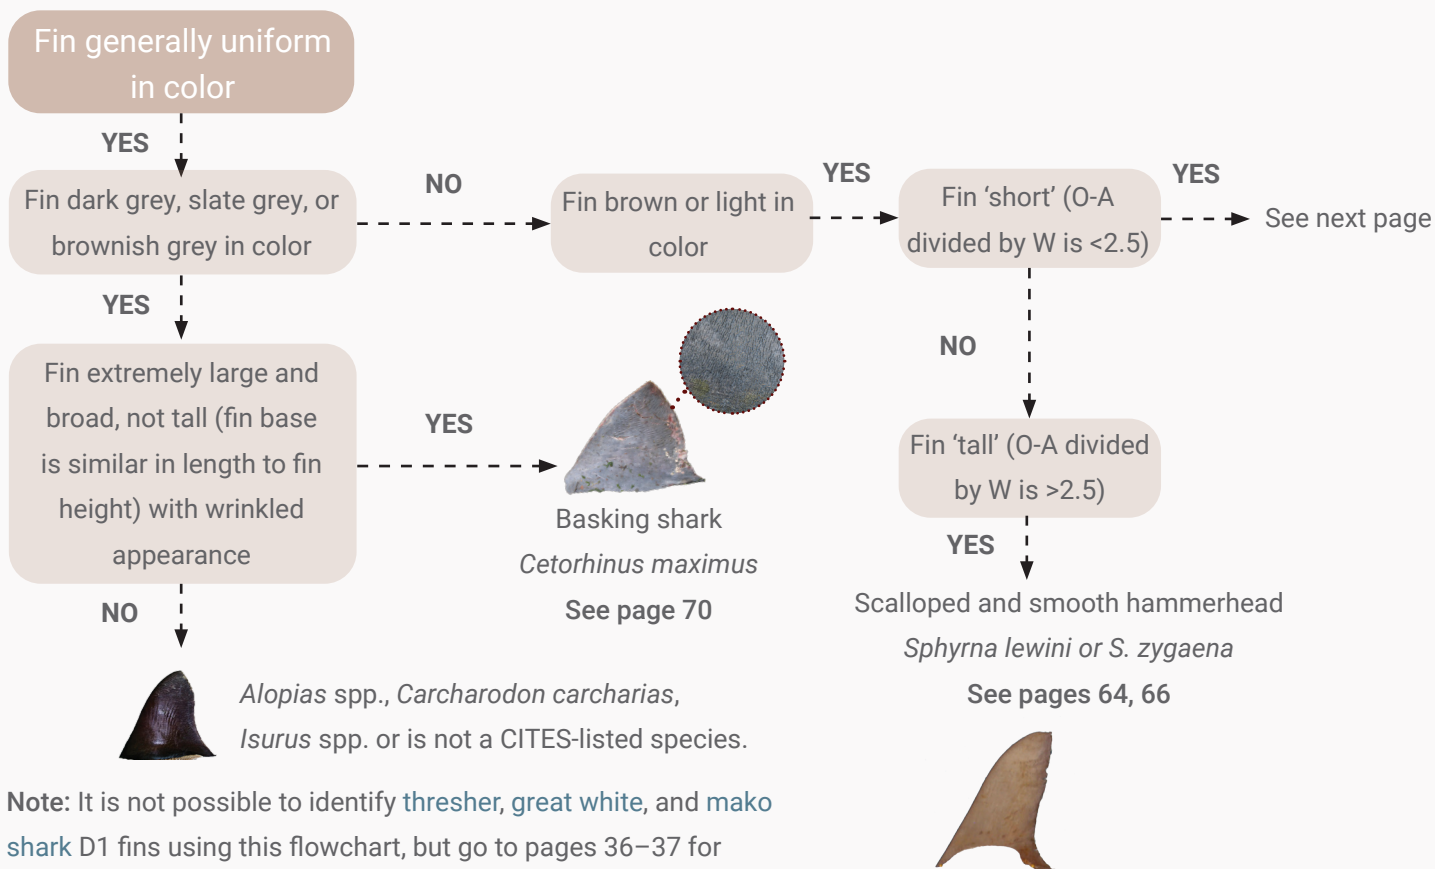 Fin generally uniform
in color
YES
Fin dark grey, slate grey, or
brownish grey in color
NO
Fin brown or light in
color
YES
Fin ‘short’ (O-A
divided by W is <2.5)
YES
See next page
YES
Fin extremely large and
broad, not tall (fin base
is similar in length to fin
height) with wrinkled
appearance
YES
Basking shark
Cetorhinus maximus
See page 70
NO
Fin ‘tall’ (O-A divided
by W is >2.5)
YES
Scalloped and smooth hammerhead
Sphyrna lewini or S. zygaena
See pages 64, 66
NO
Alopias spp., Carcharodon carcharias,
Isurus spp. or is not a CITES-listed species.
Note: It is not possible to identify thresher, great white, and mako
shark D1 fins using this flowchart, but go to pages 36–37 for